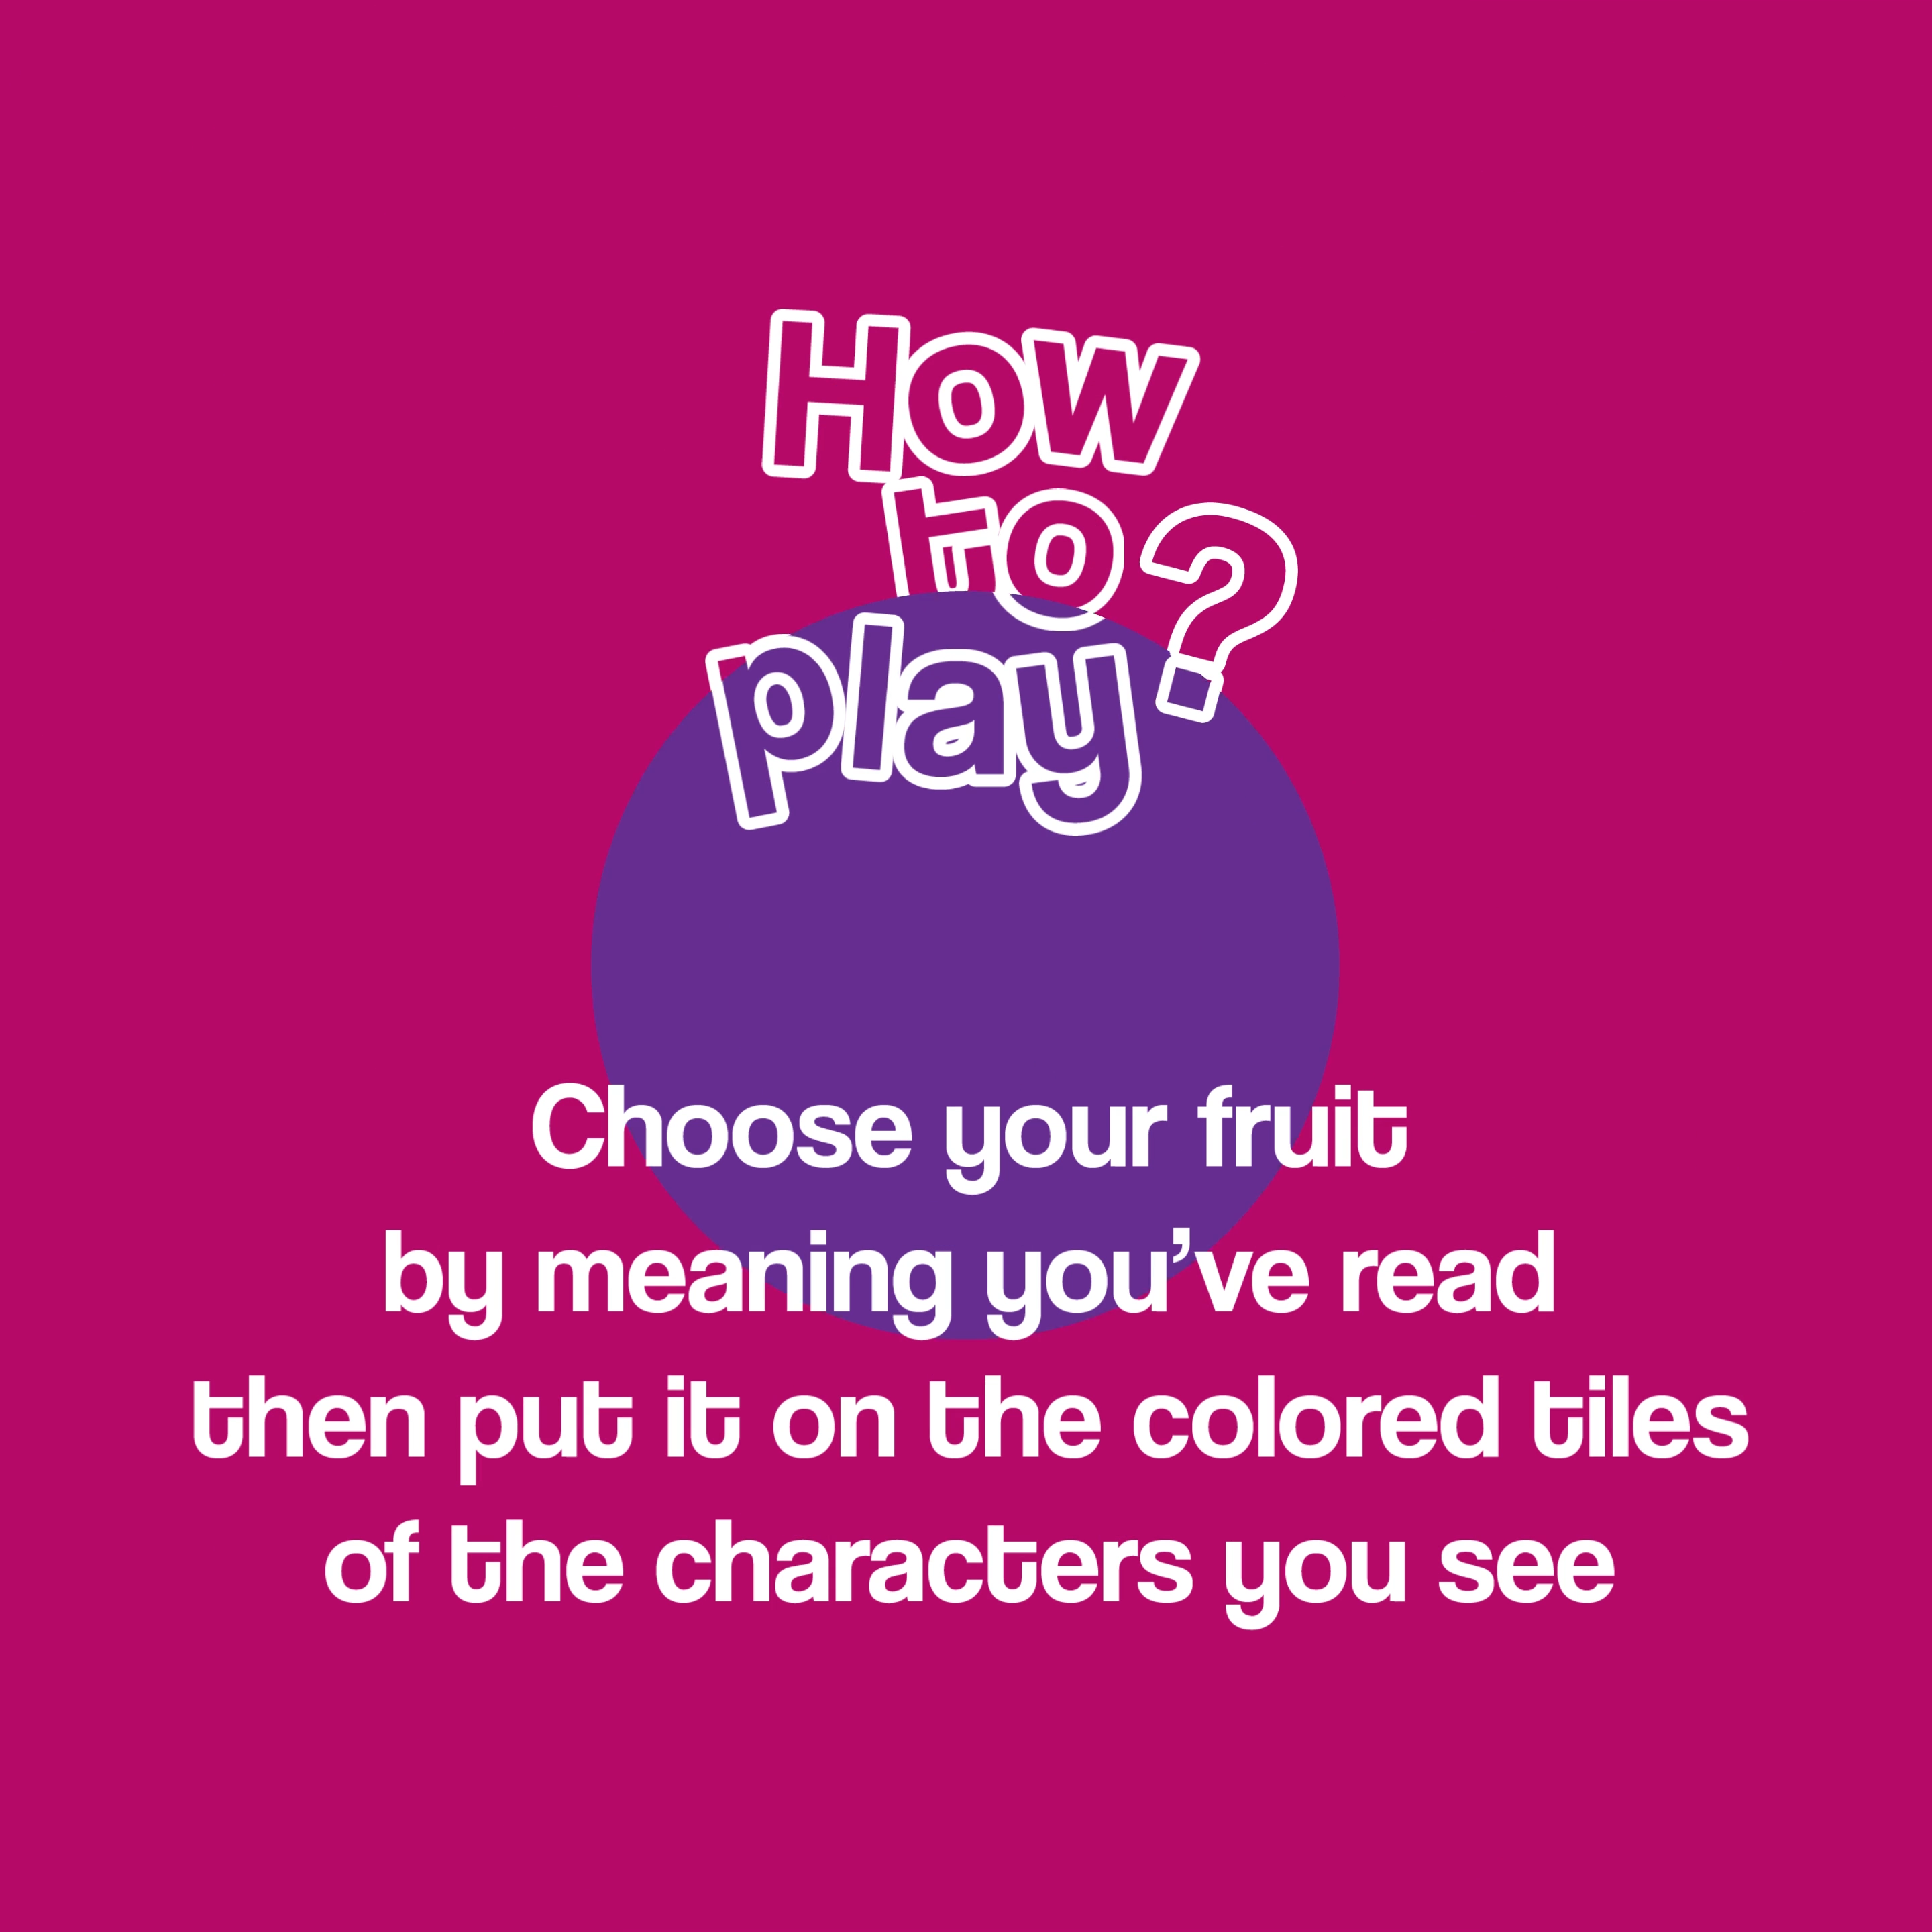 How
to
play?
Choose your fruit
by meaning you’ve read
then put it on the colored tiles
of the characters you see